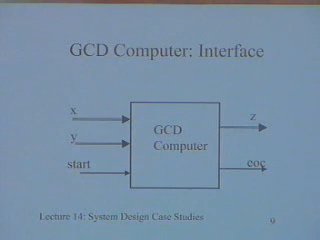 GCD Computer: Interface
x
y
start
GCD
Computer
z
eoc
Lecture 14: System Design Case Studies
9